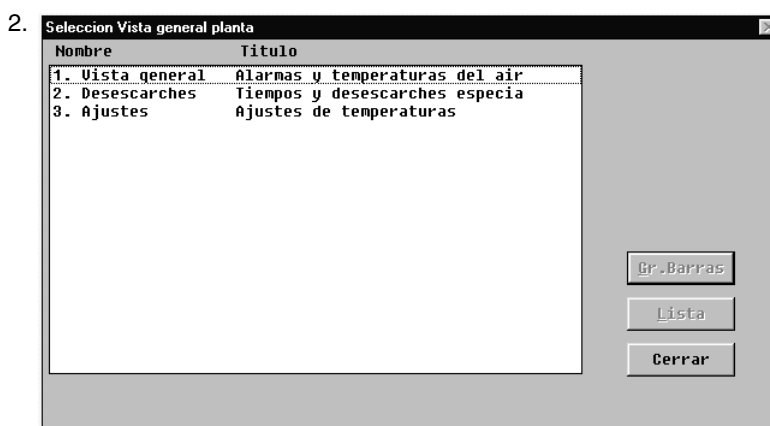 2.
Seleccion Vista general planta
Nombre Titulo
1. Vista general Alarmas y temperaturas del air
2. Desescarches Tiempos y desescarches especia
3. Ajustes Ajustes de temperaturas
Gr.Barras
Lista
Cerrar